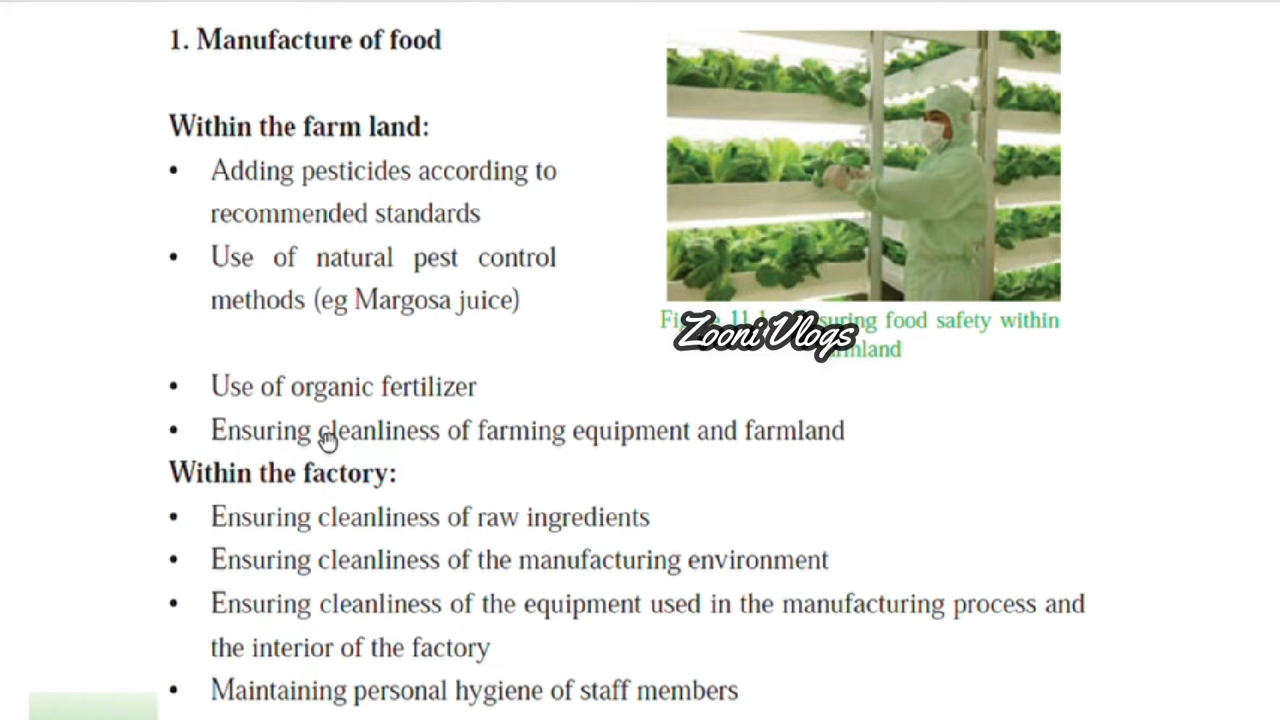 1. Manufacture of food
Within the farm land:
• Adding pesticides according to
recommended standards
• Use of natural pest control
methods (eg Margosa juice)
food safety within
Zooni Vlogs
• Use of organic fertilizer
• Ensuring cleanliness of farming equipment and farmland
Within the factory:
• Ensuring cleanliness of raw ingredients
• Ensuring cleanliness of the manufacturing environment
• Ensuring cleanliness of the equipment used in the manufacturing process and
the interior of the factory
• Maintaining personal hygiene of staff members